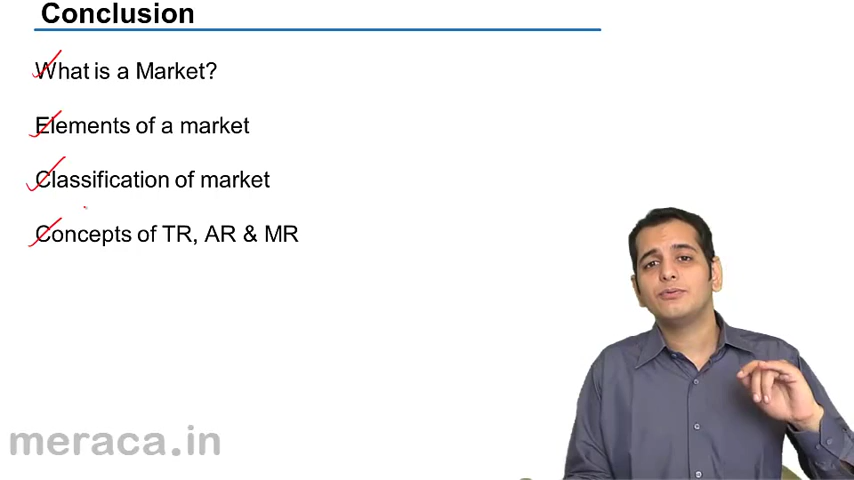 Conclusion
What is a Market?
Elements of a market
Classification of market
Concepts of TR, AR & MR
meraca.in